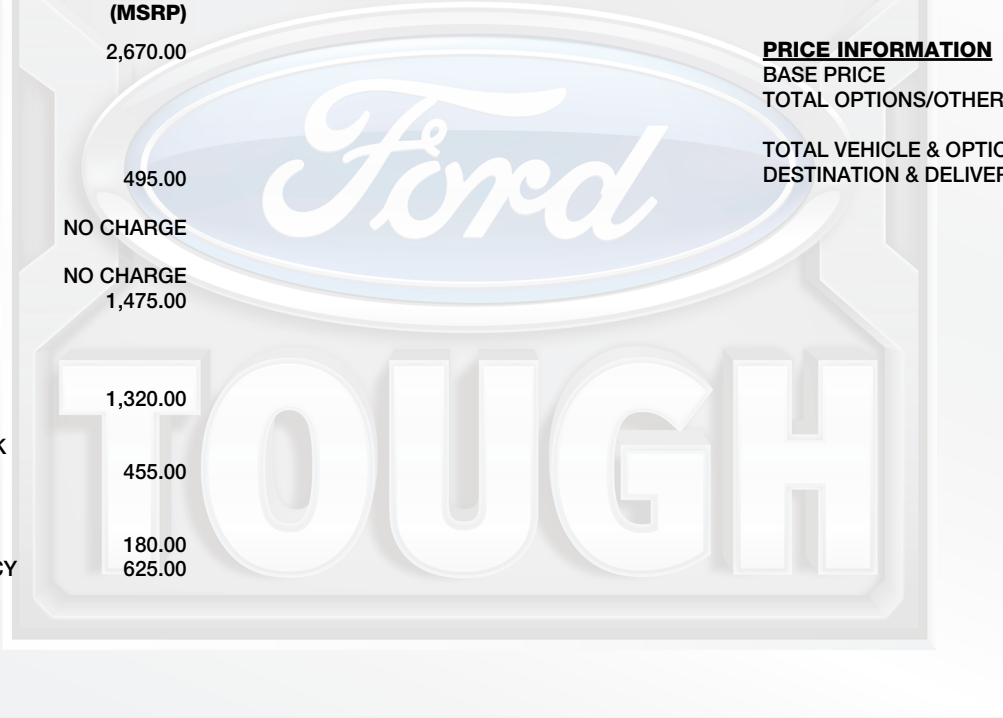 (MSRP)
2,670.00
495.00
NO CHARGE
NO CHARGE
1,475.00
1,320.00
K
455.00
180.00
CY 625.00
PRICE INFORMATION
BASE PRICE
TOTAL OPTIONS/OTHER
TOTAL VEHICLE & OPTIO
DESTINATION & DELIVER
Ford
TOUGH